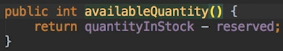 public int availableQuantity() {
    return quantityInStock - reserved;
}